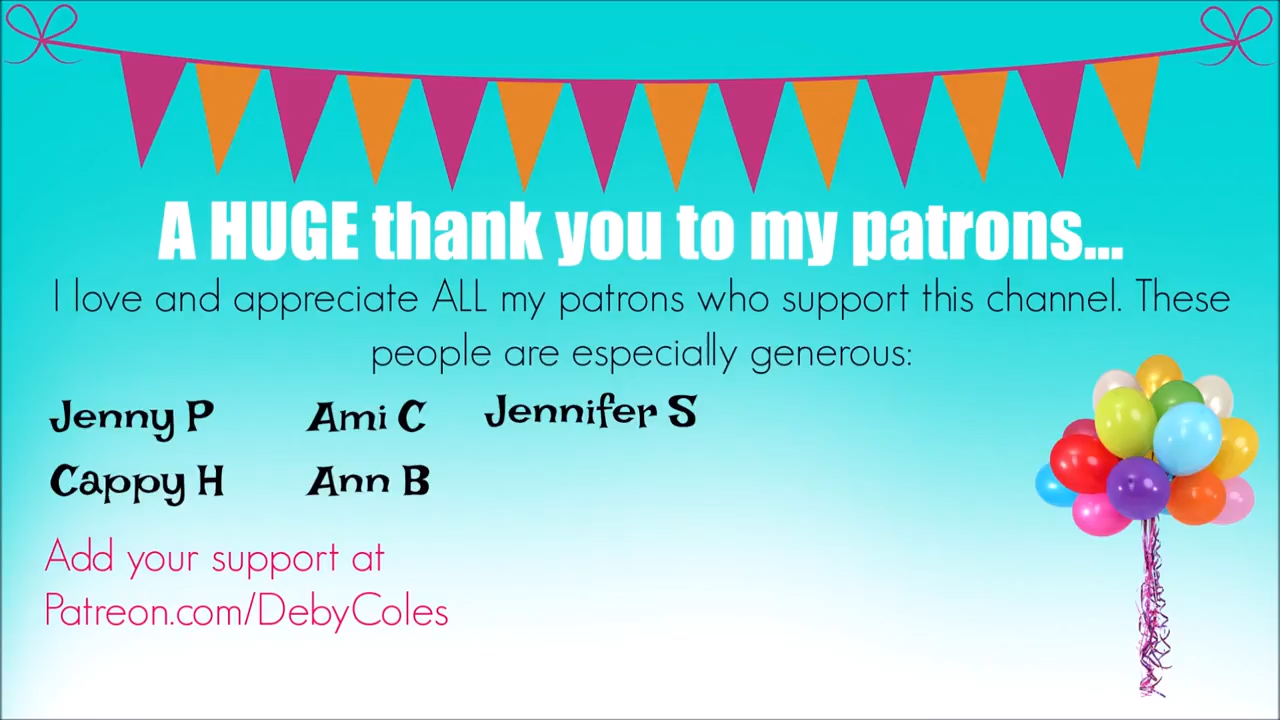 A HUGE thank you to my patrons...
I love and appreciate ALL my patrons who support this channel. These
people are especially generous:
Jenny P Ami C Jennifer S
Cappy H Ann B
Add your support at
Patreon.com/DebyColes